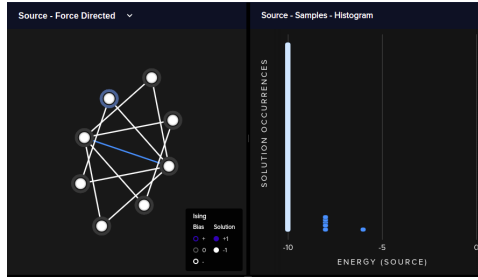 Source - Force Directed
Source - Samples - Histogram
SOLUTION OCCURRENCES
Ising
Bias Solution
+ +1
0 -1
-
-10 -5 0
ENERGY (SOURCE)